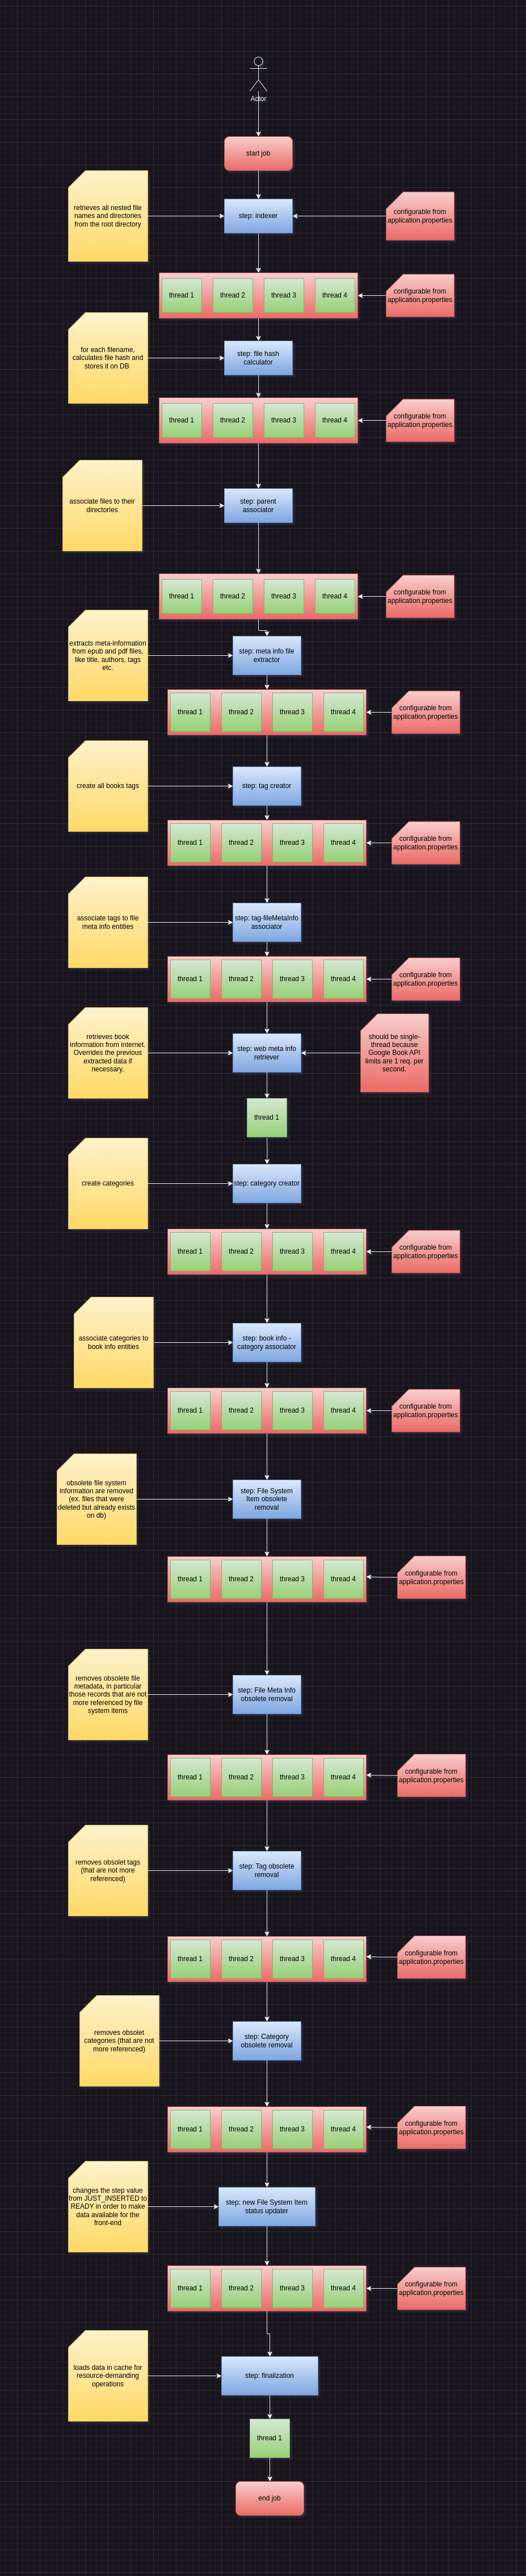 Actor
start job
retrieves all nested file
names and directories
from the root directory
step: indexer
configurable from
application.properties
thread 1
thread 2
thread 3
thread 4
configurable from
application.properties
for each filename,
calculates file hash and
stores it on DB
step: file hash
calculator
thread 1
thread 2
thread 3
thread 4
configurable from
application.properties
associate files to their
directories
step: parent
associator
thread 1
thread 2
thread 3
thread 4
configurable from
application.properties
extracts meta-information
from epub and pdf files,
like title, authors, tags
etc.
step: meta info file
extractor
thread 1
thread 2
thread 3
thread 4
configurable from
application.properties
create all books tags
step: tag creator
thread 1
thread 2
thread 3
thread 4
configurable from
application.properties
associate tags to file
meta info entities
step: tag-fileMetaInfo
associator
thread 1
thread 2
thread 3
thread 4
configurable from
application.properties
retrieves book
information from internet.
Overrides the previous
extracted data if
necessary.
step: web meta info
retriever
should be single-
thread because
Google Book API
limits are 1 req. per
second.
thread 1
create categories
step: category creator
thread 1
thread 2
thread 3
thread 4
configurable from
application.properties
associate categories to
book info entities
step: book info -
category associator
thread 1
thread 2
thread 3
thread 4
configurable from
application.properties
obsolete file system
information are removed
(ex. files that were
deleted but already exists
on db)
step: File System
Item obsolete
removal
thread 1
thread 2
thread 3
thread 4
configurable from
application.properties
removes obsolete file
metadata, in particular
those records that are not
more referenced by file
system items
step: File Meta Info
obsolete removal
thread 1
thread 2
thread 3
thread 4
configurable from
application.properties
removes obsolet tags
(that are not more
referenced)
step: Tag obsolete
removal
thread 1
thread 2
thread 3
thread 4
configurable from
application.properties
removes obsolet
categories (that are not
more referenced)
step: Category
obsolete removal
thread 1
thread 2
thread 3
thread 4
configurable from
application.properties
changes the step value
from JUST_INSERTED to
READY in order to make
data available for the
front-end
step: new File System Item
status updater
thread 1
thread 2
thread 3
thread 4
configurable from
application.properties
loads data in cache for
resource-demanding
operations
step: finalization
thread 1
end job